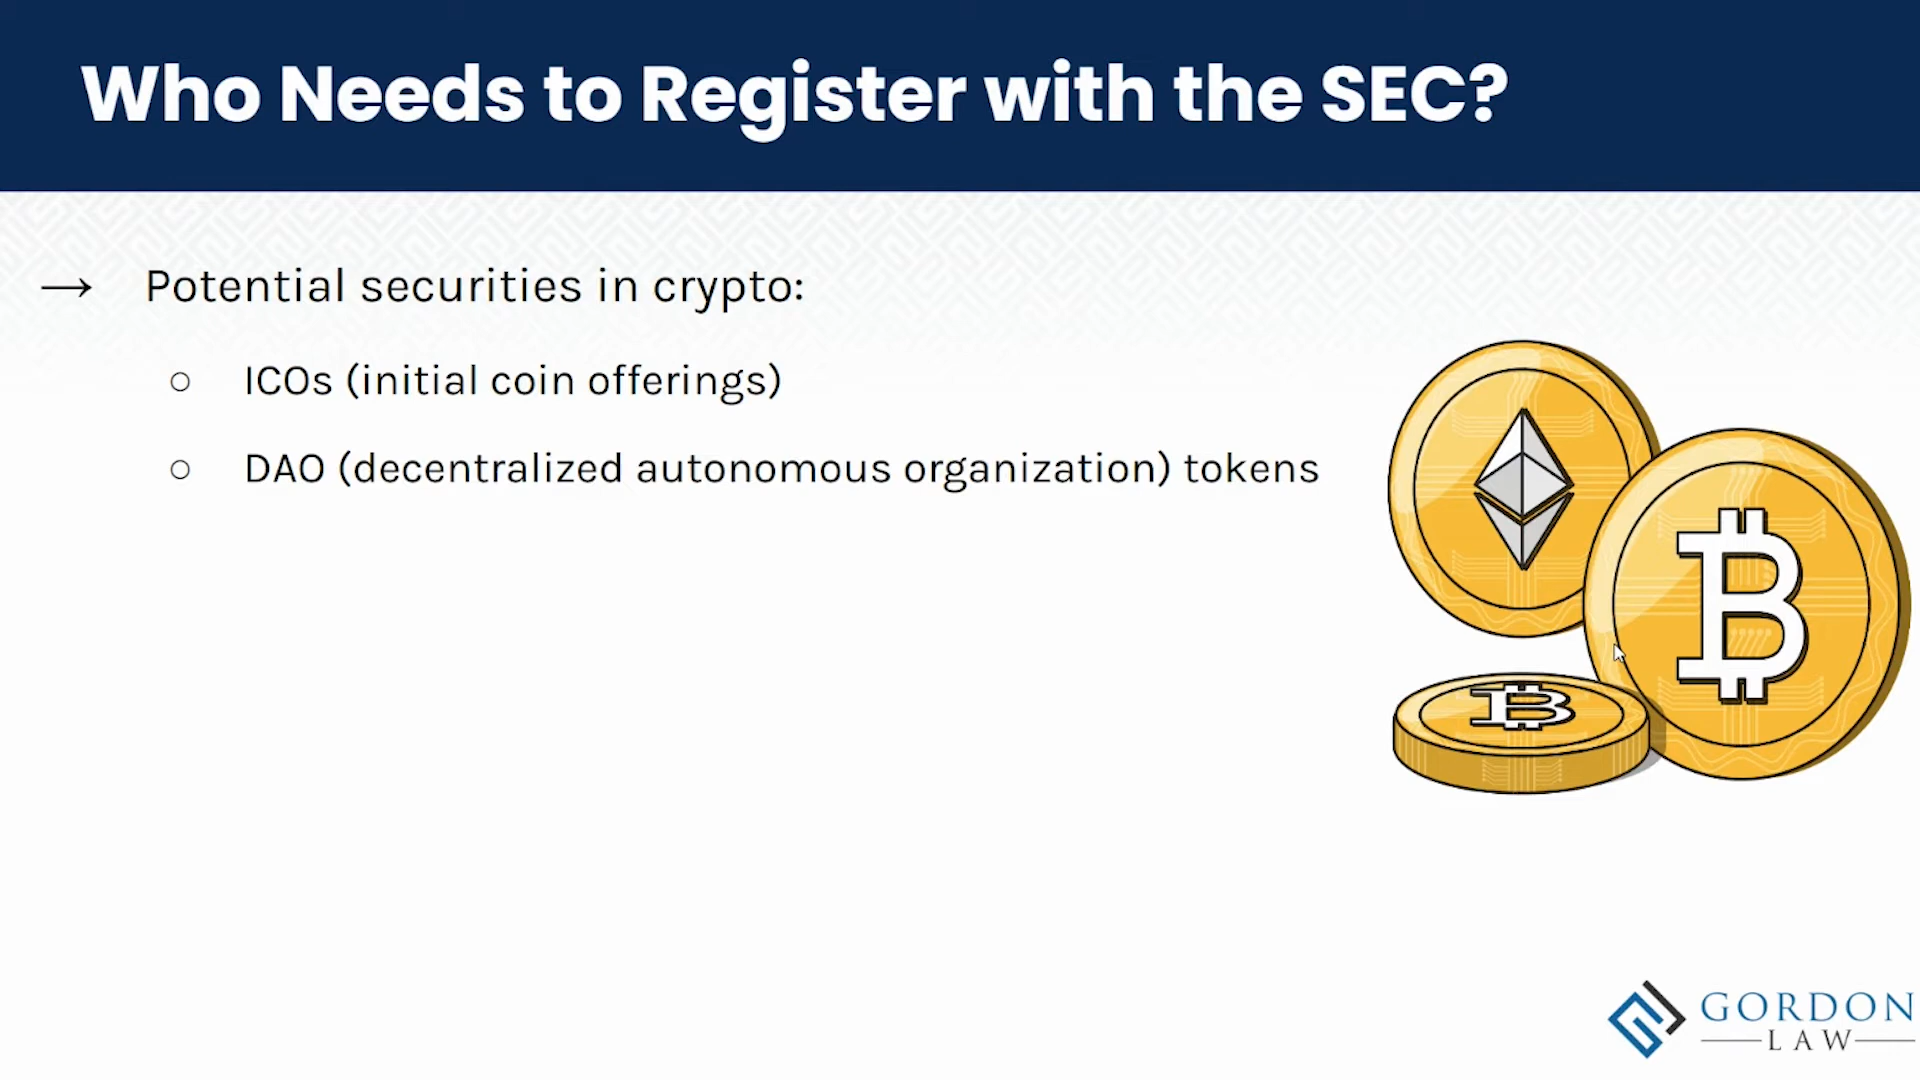 Who Needs to Register with the SEC?
→ Potential securities in crypto:
○ ICOs (initial coin offerings)
○ DAO (decentralized autonomous organization) tokens
GORDON
LAW